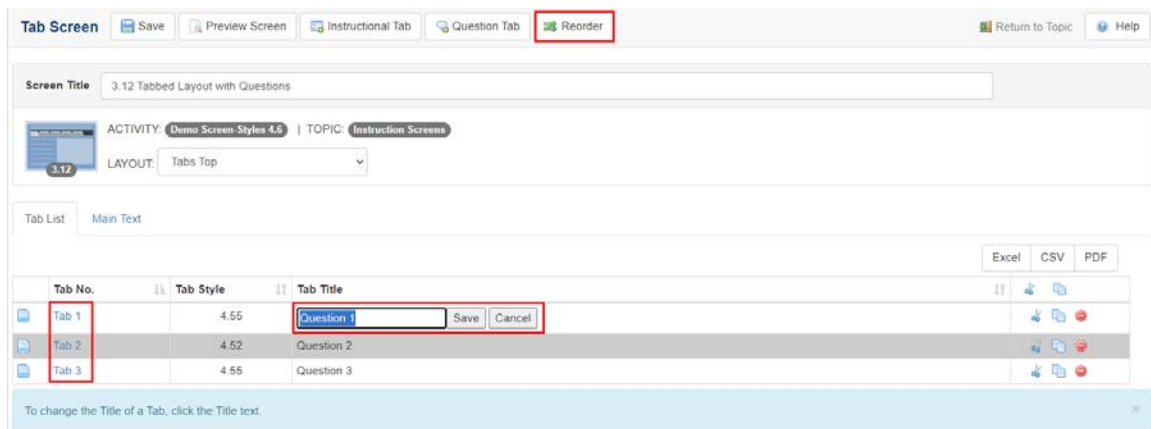 Tab Screen Save Preview Screen Instructional Tab Question Tab Reorder Return to Topic Help
Screen Title 3.12 Tabbed Layout with Questions
ACTIVITY: Demo Screen-Styles 4.6 | TOPIC: Instruction Screens
3.12 LAYOUT: Tabs Top
Tab List Main Text
Excel CSV PDF
Tab No. Tab Style Tab Title
Tab 1 4.55 Question 1 Save Cancel
Tab 2 4.52 Question 2
Tab 3 4.55 Question 3
To change the Title of a Tab, click the Title text.